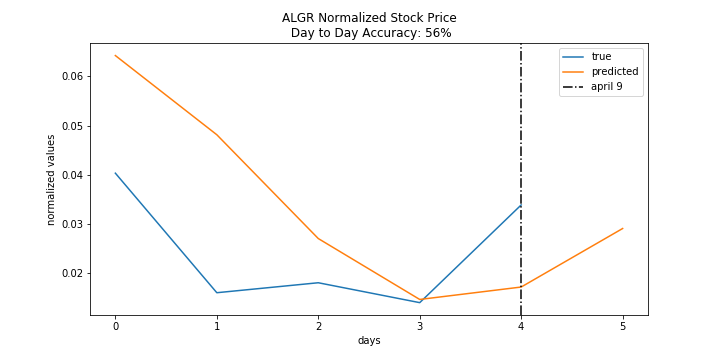 ALGR Normalized Stock Price
Day to Day Accuracy: 56%
true
predicted
april 9
normalized values
0.06
0.05
0.04
0.03
0.02
0 1 2 3 4 5
days